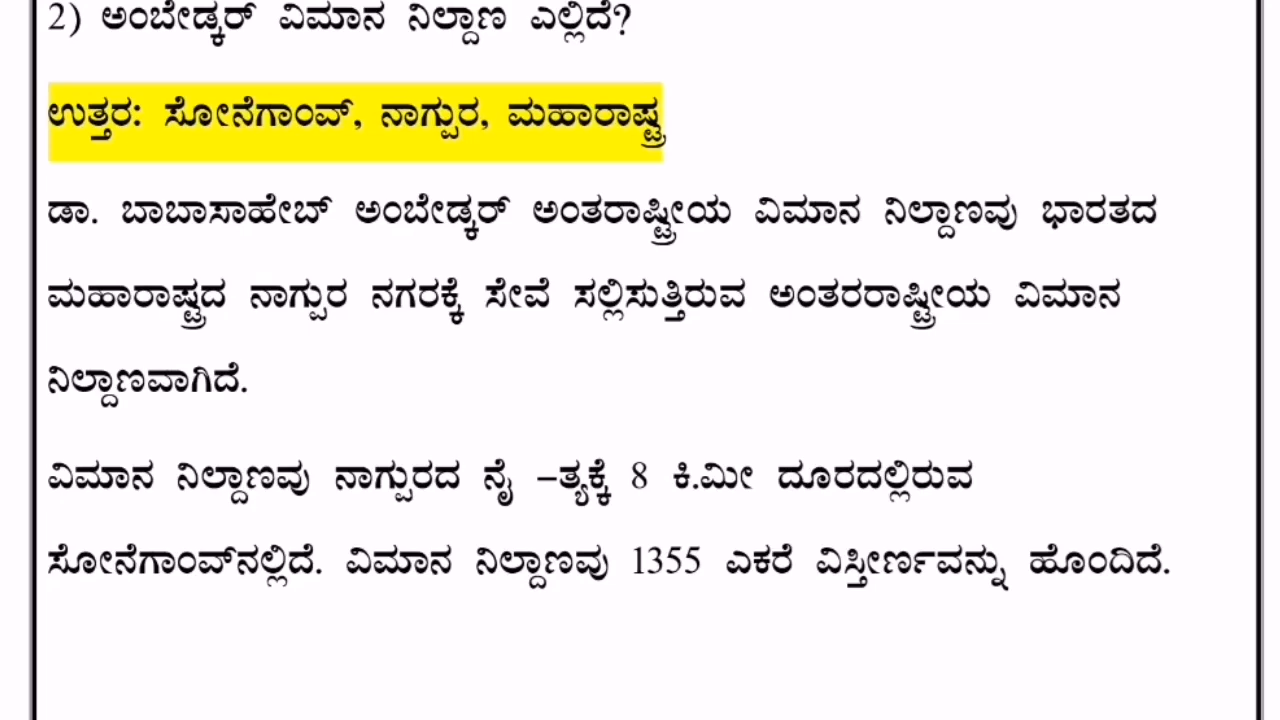 2) ಅಂಬೇಡ್ಕರ್ ವಿಮಾನ ನಿಲ್ದಾಣ ಎಲ್ಲಿದೆ?
ಉತ್ತರ: ಸೋನೆಗಾಂವ್, ನಾಗ್ಪುರ, ಮಹಾರಾಷ್ಟ್ರ
ಡಾ. ಬಾಬಾಸಾಹೇಬ್ ಅಂಬೇಡ್ಕರ್ ಅಂತರಾಷ್ಟ್ರೀಯ ವಿಮಾನ ನಿಲ್ದಾಣವು ಭಾರತದ
ಮಹಾರಾಷ್ಟ್ರದ ನಾಗ್ಪುರ ನಗರಕ್ಕೆ ಸೇವೆ ಸಲ್ಲಿಸುತ್ತಿರುವ ಅಂತರರಾಷ್ಟ್ರೀಯ ವಿಮಾನ
ನಿಲ್ದಾಣವಾಗಿದೆ.
ವಿಮಾನ ನಿಲ್ದಾಣವು ನಾಗ್ಪುರದ ನೈ –ತ್ಯಕ್ಕೆ 8 ಕಿ.ಮೀ ದೂರದಲ್ಲಿರುವ
ಸೋನೆಗಾಂವ್‌ನಲ್ಲಿದೆ. ವಿಮಾನ ನಿಲ್ದಾಣವು 1355 ಎಕರೆ ವಿಸ್ತೀರ್ಣವನ್ನು ಹೊಂದಿದೆ.